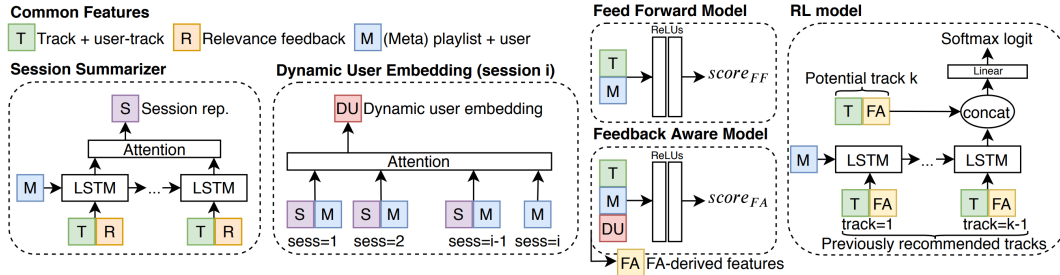 Common Features
T Track + user-track R Relevance feedback M (Meta) playlist + user
Session Summarizer
S Session rep.
Attention
M LSTM ... LSTM
T R T R
Dynamic User Embedding (session i)
DU Dynamic user embedding
Attention
S M S M S M M
sess=1 sess=2 sess=i-1 sess=i
Feed Forward Model
ReLUs
T
M
score_FF
Feedback Aware Model
ReLUs
T
M
DU
score_FA
FA FA-derived features
RL model
Softmax logit
Linear
Potential track k
T FA concat
M LSTM ... LSTM
T FA T FA
track=1 track=k-1
Previously recommended tracks